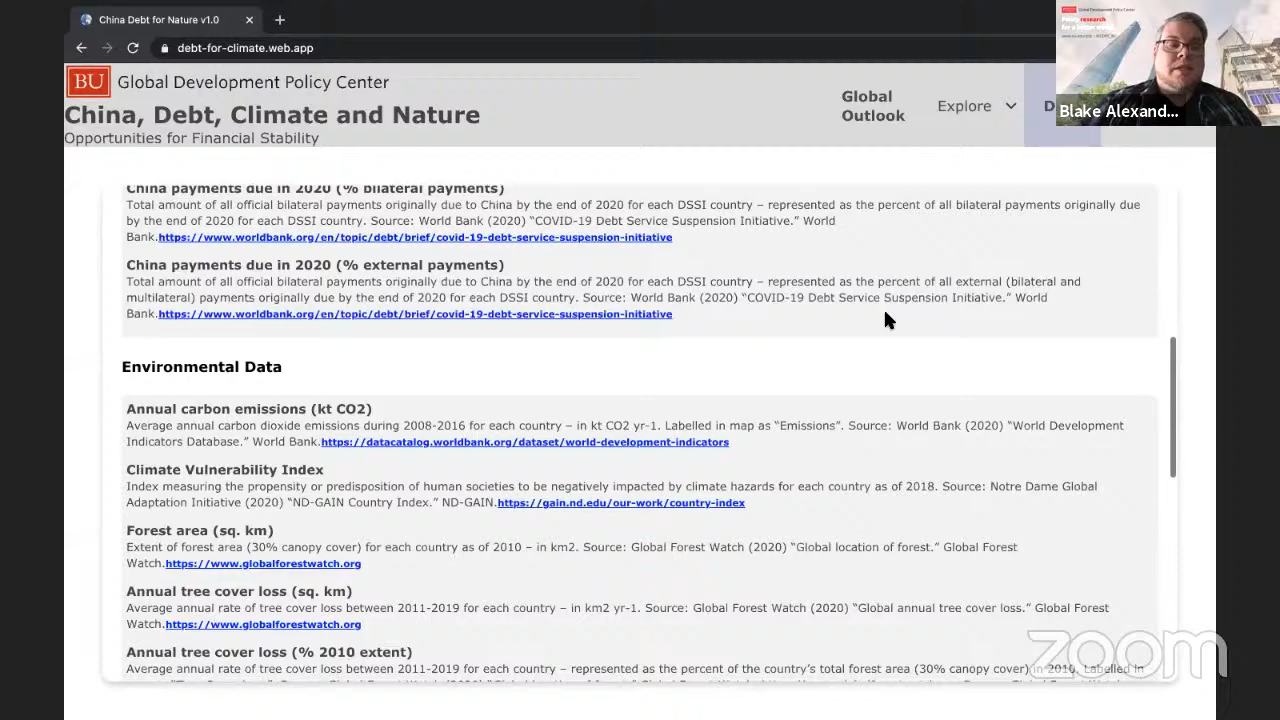 China Debt for Nature v1.0
debt-for-climate.web.app
BU Global Development Policy Center
China, Debt, Climate and Nature
Opportunities for Financial Stability
Global
Outlook
Explore
D
Global Development Policy Center
research
Blake Alexand...
China payments due in 2020 (% bilateral payments)
Total amount of all official bilateral payments originally due to China by the end of 2020 for each DSSI country – represented as the percent of all bilateral payments originally due
by the end of 2020 for each DSSI country. Source: World Bank (2020) “COVID-19 Debt Service Suspension Initiative.” World
Bank.https://www.worldbank.org/en/topic/debt/brief/covid-19-debt-service-suspension-initiative
China payments due in 2020 (% external payments)
Total amount of all official bilateral payments originally due to China by the end of 2020 for each DSSI country – represented as the percent of all external (bilateral and
multilateral) payments originally due by the end of 2020 for each DSSI country. Source: World Bank (2020) “COVID-19 Debt Service Suspension Initiative.” World
Bank.https://www.worldbank.org/en/topic/debt/brief/covid-19-debt-service-suspension-initiative
Environmental Data
Annual carbon emissions (kt CO2)
Average annual carbon dioxide emissions during 2008-2016 for each country – in kt CO2 yr-1. Labelled in map as “Emissions”. Source: World Bank (2020) “World Development
Indicators Database.” World Bank.https://datacatalog.worldbank.org/dataset/world-development-indicators
Climate Vulnerability Index
Index measuring the propensity or predisposition of human societies to be negatively impacted by climate hazards for each country as of 2018. Source: Notre Dame Global
Adaptation Initiative (2020) “ND-GAIN Country Index.” ND-GAIN.https://gain.nd.edu/our-work/country-index
Forest area (sq. km)
Extent of forest area (30% canopy cover) for each country as of 2010 – in km2. Source: Global Forest Watch (2020) “Global location of forest.” Global Forest
Watch.https://www.globalforestwatch.org
Annual tree cover loss (sq. km)
Average annual rate of tree cover loss between 2011-2019 for each country – in km2 yr-1. Source: Global Forest Watch (2020) “Global annual tree cover loss.” Global Forest
Watch.https://www.globalforestwatch.org
Annual tree cover loss (% 2010 extent)
Average annual rate of tree cover loss between 2011-2019 for each country – represented as the percent of the country's total forest area (30% canopy cover) in 2010. Labelled in
zoom